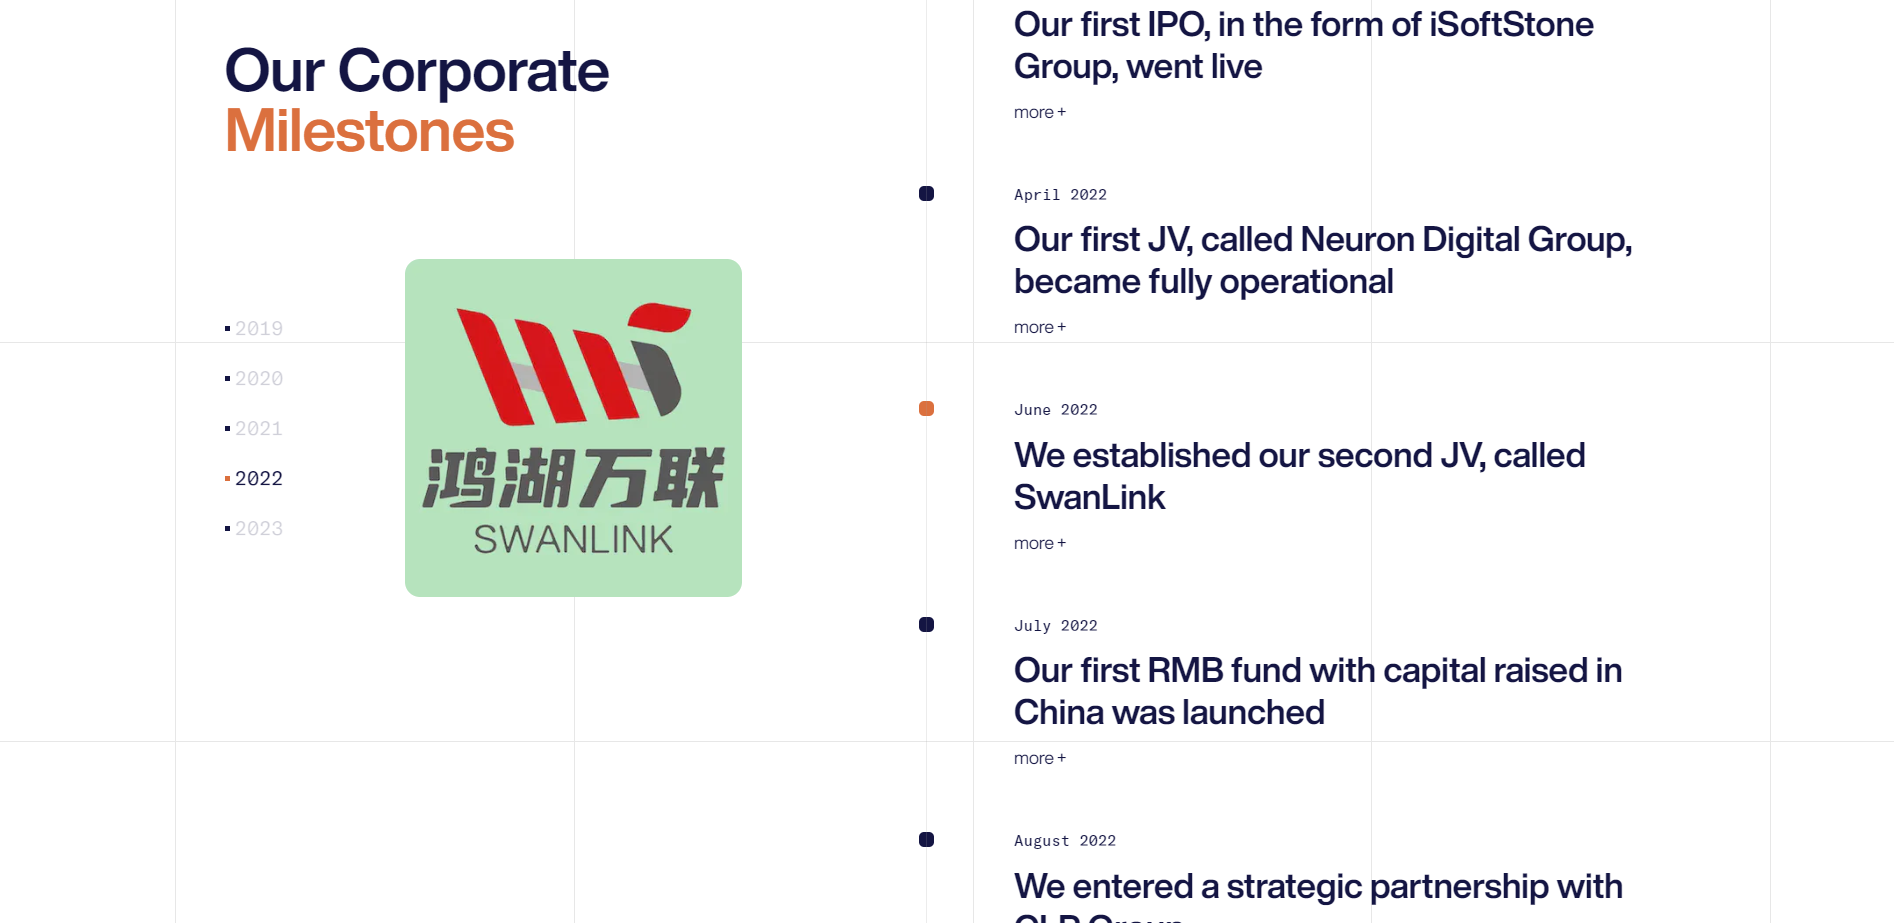 Our Corporate
Milestones
2019
2020
2021
2022
2023
鸿湖万联
SWANLINK
Our first IPO, in the form of iSoftStone
Group, went live
more +
April 2022
Our first JV, called Neuron Digital Group,
became fully operational
more +
June 2022
We established our second JV, called
SwanLink
more +
July 2022
Our first RMB fund with capital raised in
China was launched
more +
August 2022
We entered a strategic partnership with